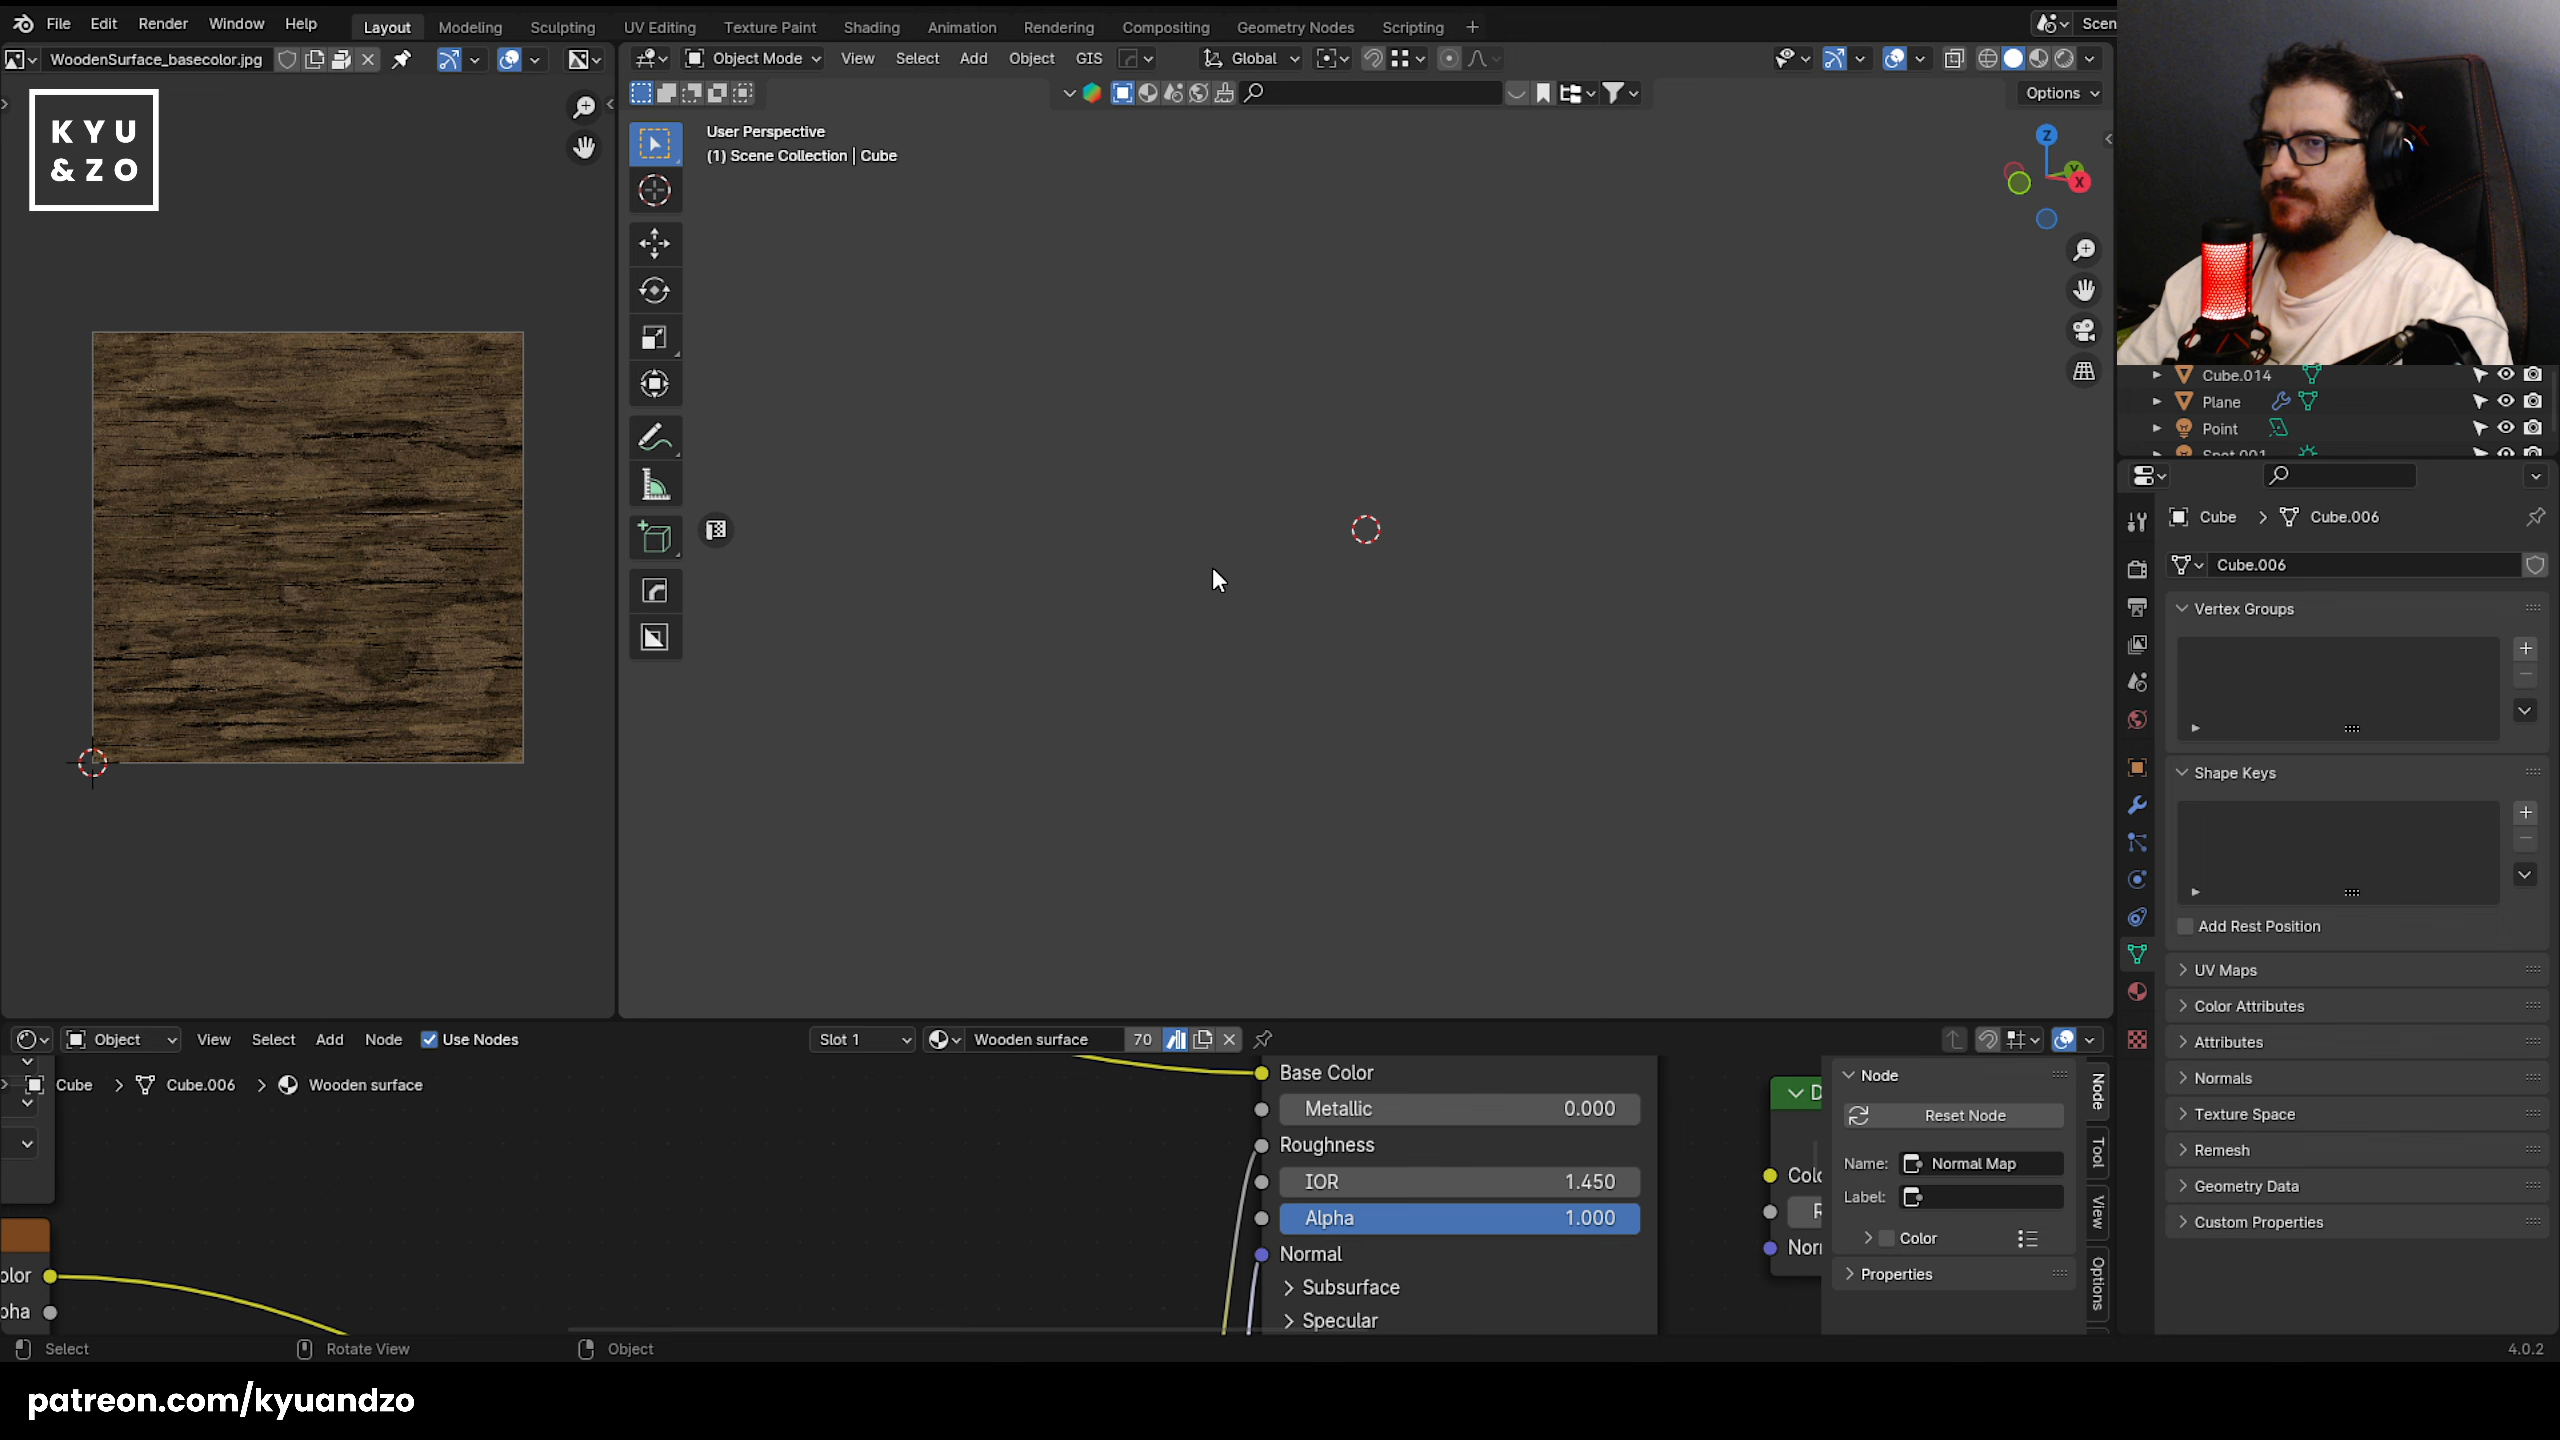 File Edit Render Window Help Layout Modeling Sculpting UV Editing Texture Paint Shading Animation Rendering Compositing Geometry Nodes Scripting + Scen
WoodenSurface_basecolor.jpg Object Mode View Select Add Object GIS Global
Options
KYU
&ZO
User Perspective
(1) Scene Collection | Cube
Z
Y
X
Cube.014
Plane
Point
Spot.001
Cube > Cube.006
Cube.006
Vertex Groups
Shape Keys
Add Rest Position
UV Maps
Color Attributes
Attributes
Normals
Texture Space
Remesh
Geometry Data
Custom Properties
Object View Select Add Node Use Nodes Slot 1 Wooden surface 70
Cube > Cube.006 > Wooden surface
olor
pha
Base Color
Metallic 0.000
Roughness
IOR 1.450
Alpha 1.000
Normal
Subsurface
Specular
D
Colo
R
Nor
Node
Reset Node
Name: Normal Map
Label:
Color
Properties
Node
Tool
View
Options
Select Rotate View Object 4.0.2
patreon.com/kyuandzo